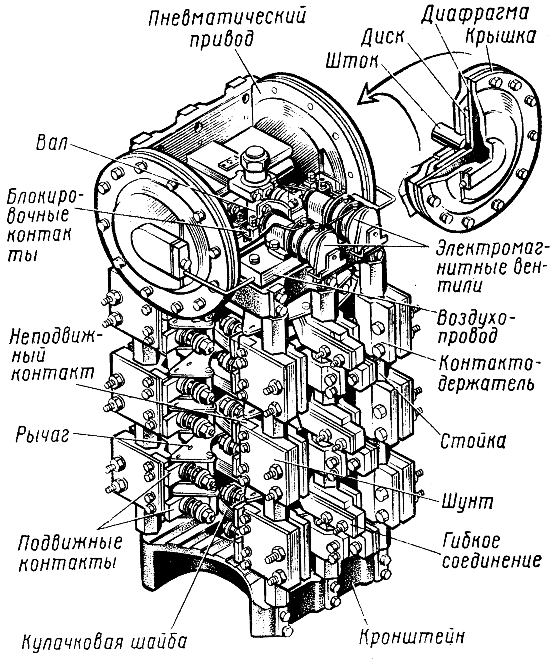 Пневматический
привод
Диафрагма
Диск
Крышка
Шток
Вал
Блокиро-
вочные
контак
ты
Электромаг-
нитные вен-
тили
Воздухо-
провод
Неподвиж-
ный
контакт
Контакто-
держатель
Рычаг
Стойка
Шунт
Подвижные
контакты
Гибкое
соединение
Кулачковая шайба
Кронштейн